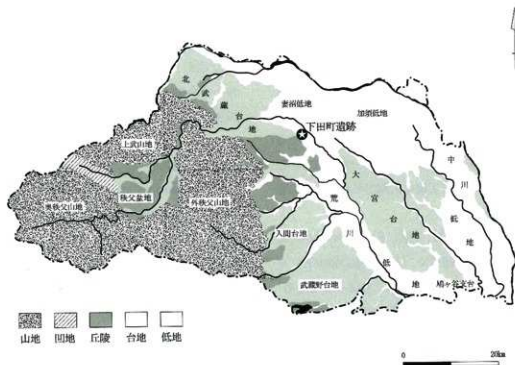 北武蔵台地
妻沼低地
加須低地
下田町遺跡
上武山地
中川低地
大宮台地
秩父盆地
奥秩父山地
外秩父山地
荒川低地
入間台地
武蔵野台地
鳩ヶ谷支台
山地
凹地
丘陵
台地
低地
0
20km